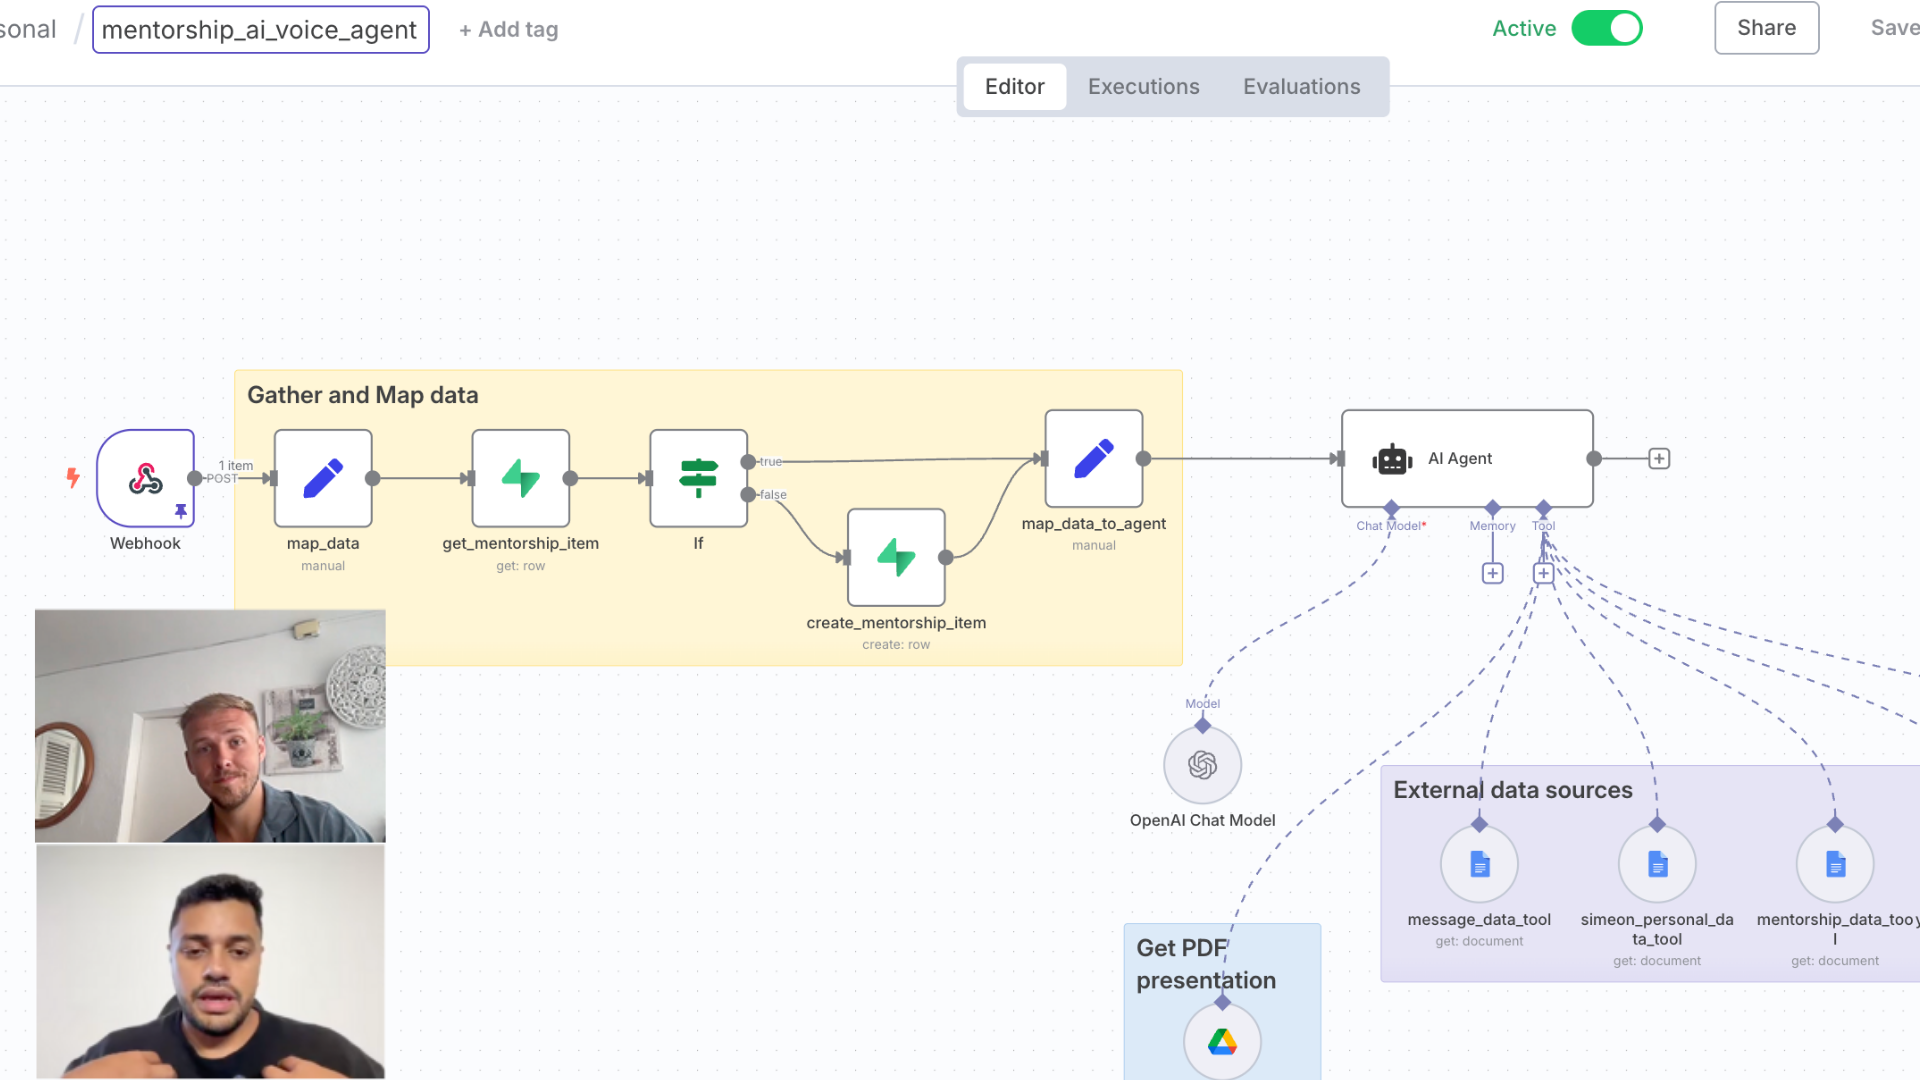 sonal / mentorship_ai_voice_agent + Add tag
Active
Share
Save
Editor Executions Evaluations
Gather and Map data
1 item
POST
true
false
Webhook
map_data
manual
get_mentorship_item
get: row
If
create_mentorship_item
create: row
map_data_to_agent
manual
AI Agent
Chat Model*
Memory
Tool
Model
OpenAI Chat Model
External data sources
message_data_tool
get: document
simeon_personal_da
ta_tool
get: document
mentorship_data_too
l
get: document
Get PDF
presentation